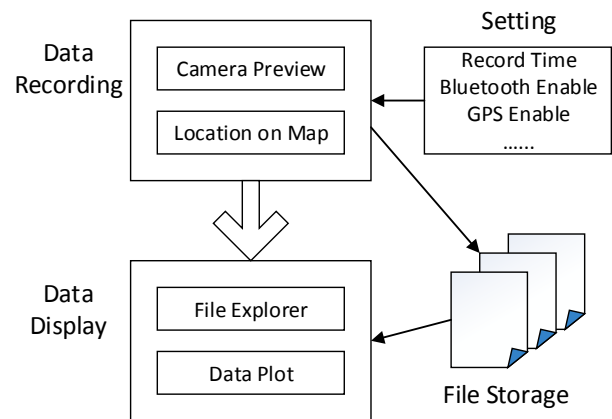 Setting
Data
Recording
Camera Preview
Location on Map
Record Time
Bluetooth Enable
GPS Enable
......
Data
Display
File Explorer
Data Plot
File Storage